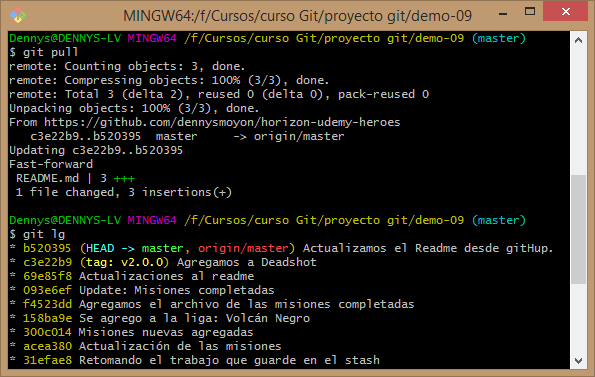 MINGW64:/f/Cursos/curso Git/proyecto git/demo-09
Dennys@DENNYS-LV MINGW64 /f/Cursos/curso Git/proyecto git/demo-09 (master)
$ git pull
remote: Counting objects: 3, done.
remote: Compressing objects: 100% (3/3), done.
remote: Total 3 (delta 2), reused 0 (delta 0), pack-reused 0
Unpacking objects: 100% (3/3), done.
From https://github.com/dennysmoyon/horizon-udemy-heroes
   c3e22b9..b520395  master     -> origin/master
Updating c3e22b9..b520395
Fast-forward
 README.md | 3 +++
 1 file changed, 3 insertions(+)
Dennys@DENNYS-LV MINGW64 /f/Cursos/curso Git/proyecto git/demo-09 (master)
$ git lg
* b520395 (HEAD -> master, origin/master) Actualizamos el Readme desde gitHup.
* c3e22b9 (tag: v2.0.0) Agregamos a Deadshot
* 69e85f8 Actualizaciones al readme
* 093e6ef Update: Misiones completadas
* f4523dd Agregamos el archivo de las misiones completadas
* 158ba9e Se agrego a la liga: Volcán Negro
* 300c014 Misiones nuevas agregadas
* acea380 Actualización de las misiones
* 31efae8 Retomando el trabajo que guarde en el stash